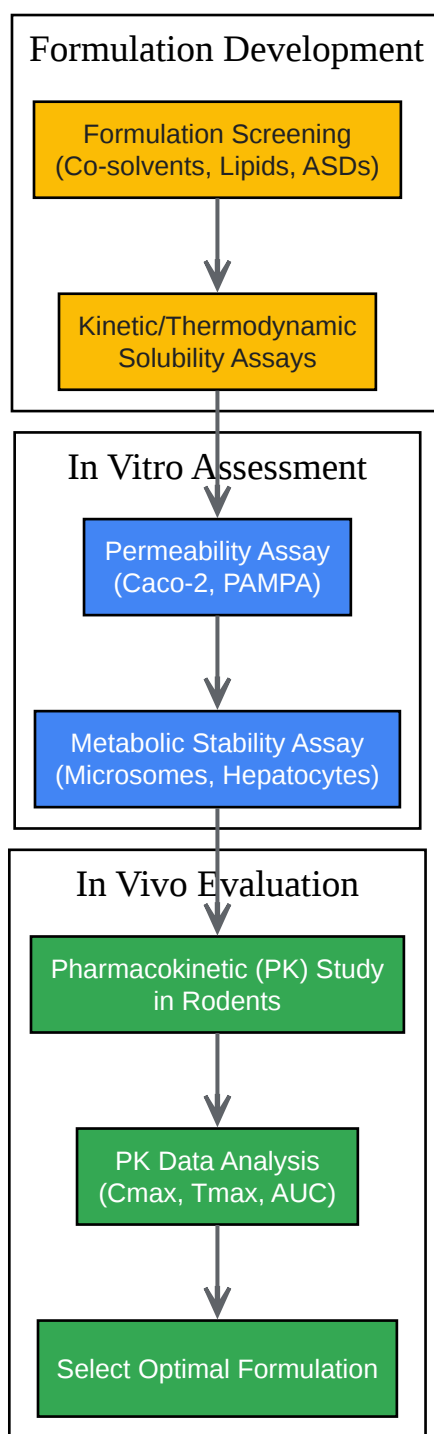 Formulation Development
Formulation Screening
(Co-solvents, Lipids, ASDs)
Kinetic/Thermodynamic
Solubility Assays
In Vitro Assessment
Permeability Assay
(Caco-2, PAMPA)
Metabolic Stability Assay
(Microsomes, Hepatocytes)
In Vivo Evaluation
Pharmacokinetic (PK) Study
in Rodents
PK Data Analysis
(Cmax, Tmax, AUC)
Select Optimal Formulation